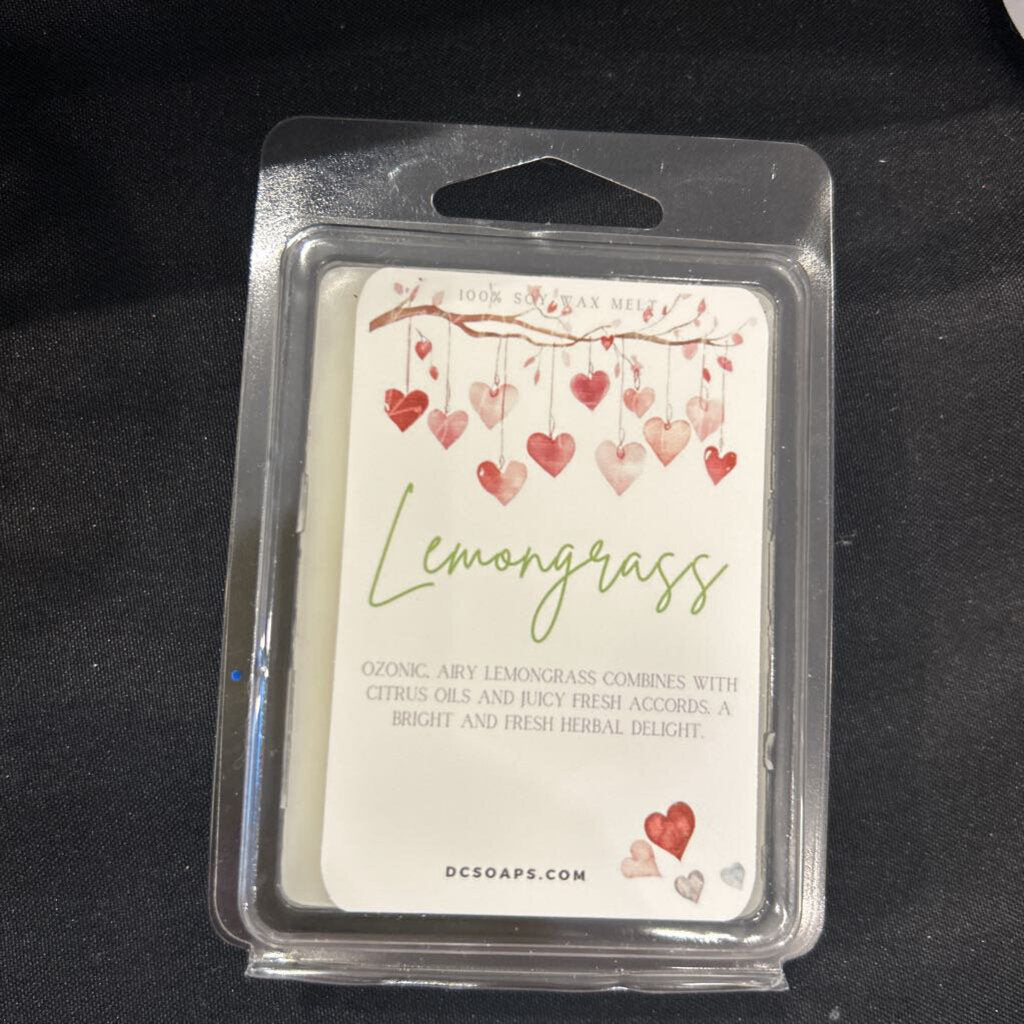 100% SOY WAX MELT
Lemongrass
OZONIC, AIRY LEMONGRASS COMBINES WITH
CITRUS OILS AND JUICY FRESH ACCORDS. A
BRIGHT AND FRESH HERBAL DELIGHT.
DCSOAPS.COM